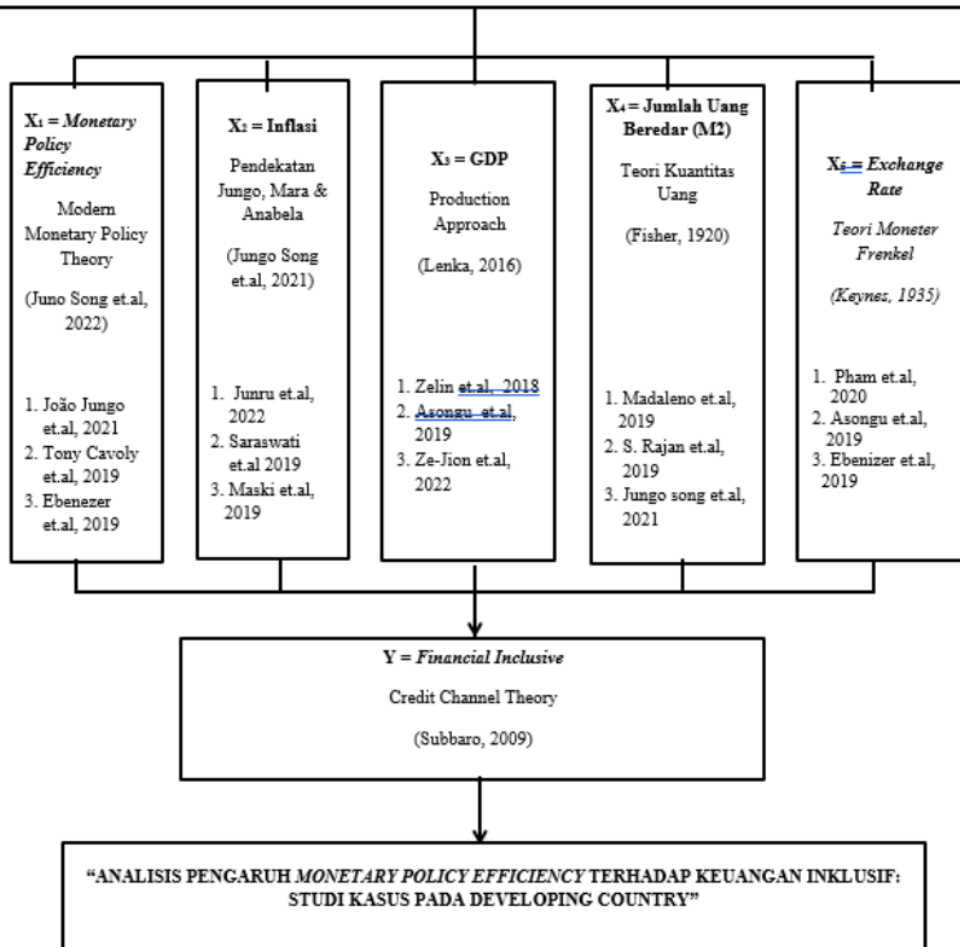 X₁ = Monetary
Policy
Efficiency
Modern
Monetary Policy
Theory
(Juno Song et.al,
2022)
1. João Jungo
et.al, 2021
2. Tony Cavoly
et.al, 2019
3. Ebenezer
et.al, 2019
X₂ = Inflasi
Pendekatan
Jungo, Mara &
Anabela
(Jungo Song
et.al, 2021)
1. Junru et.al,
2022
2. Saraswati
et.al 2019
3. Maski et.al,
2019
X₃ = GDP
Production
Approach
(Lenka, 2016)
1. Zelin et.al, 2018
2. Asongu et.al,
2019
3. Ze-Jion et.al,
2022
X₄ = Jumlah Uang
Beredar (M2)
Teori Kuantitas
Uang
(Fisher, 1920)
1. Madaleno et.al,
2019
2. S. Rajan et.al,
2019
3. Jungo song et.al,
2021
X₅ = Exchange
Rate
Teori Moneter
Frenkel
(Keynes, 1935)
1. Pham et.al,
2020
2. Asongu et.al,
2019
3. Ebenizer et.al,
2019
Y = Financial Inclusive
Credit Channel Theory
(Subbaro, 2009)
“ANALISIS PENGARUH MONETARY POLICY EFFICIENCY TERHADAP KEUANGAN INKLUSIF:
STUDI KASUS PADA DEVELOPING COUNTRY”